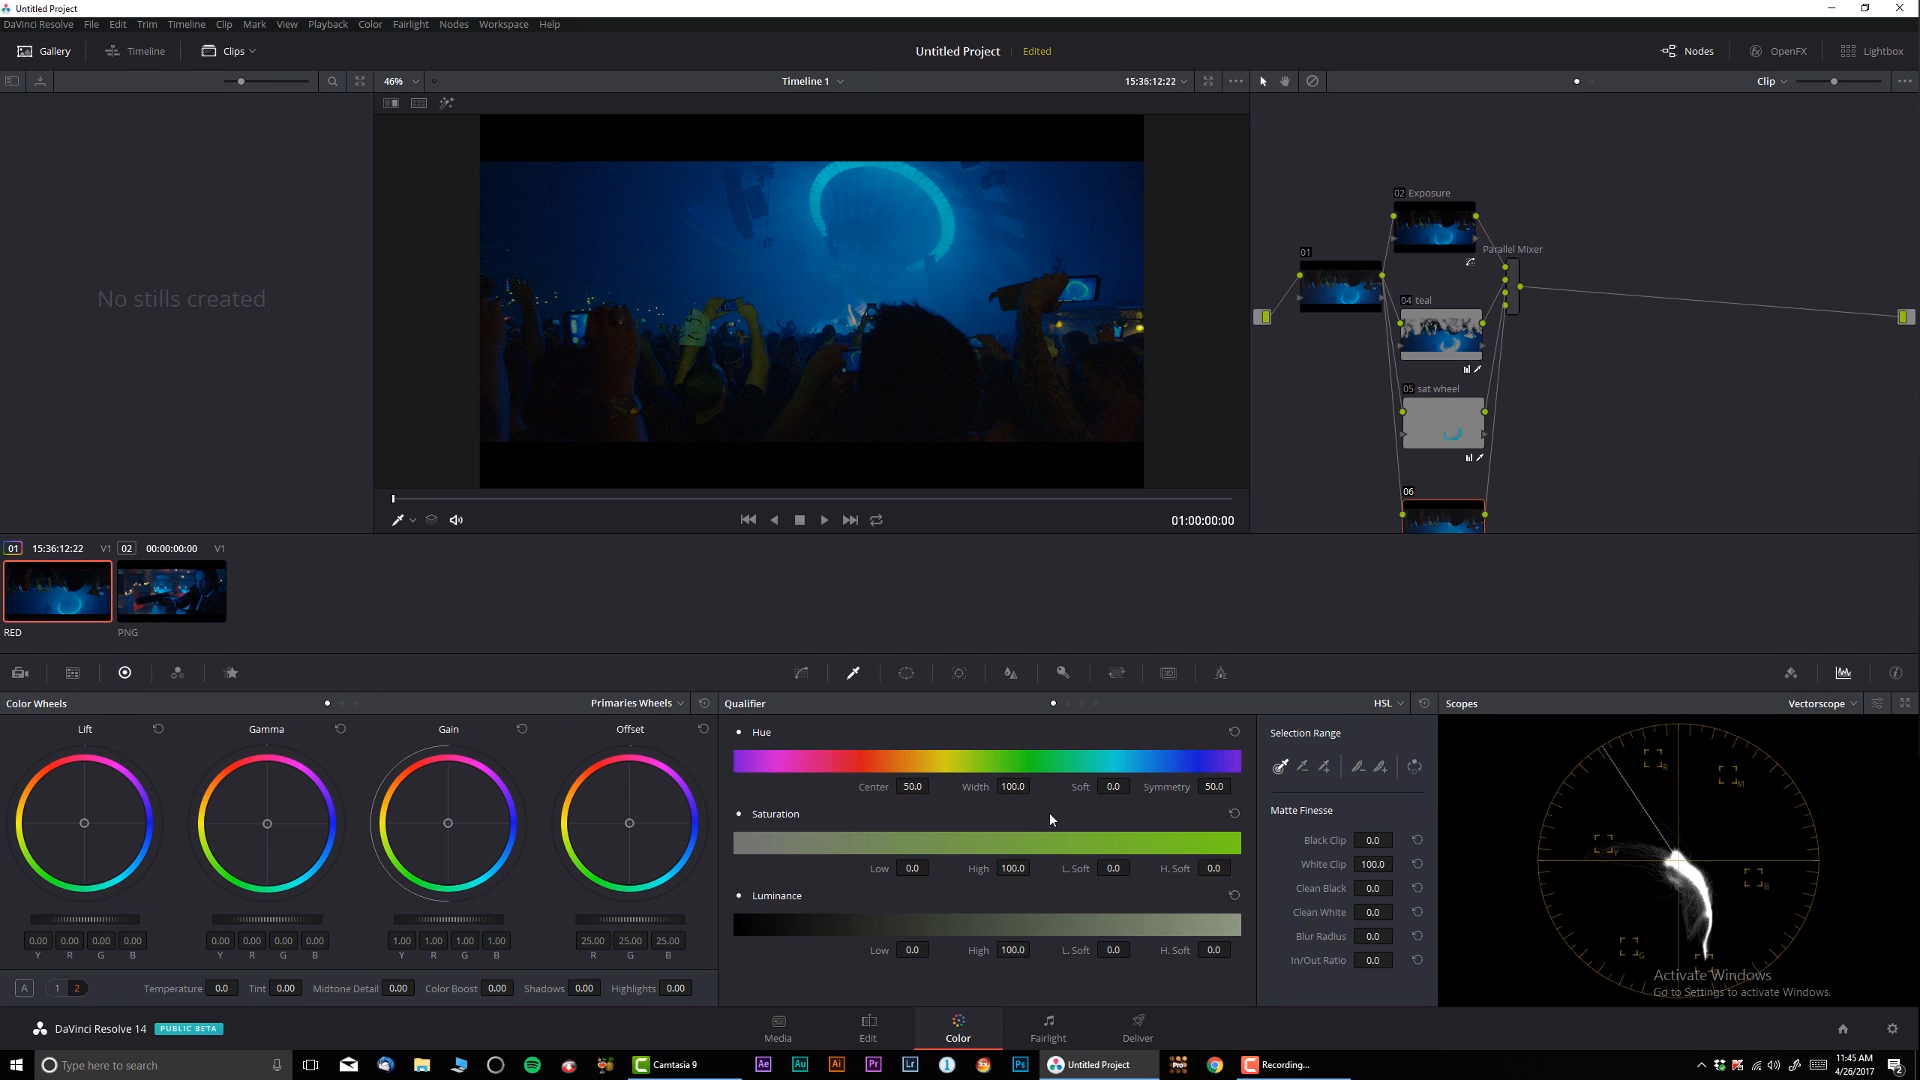 Untitled Project
DaVinci Resolve File Edit Trim Timeline Clip Mark View Playback Color Fairlight Nodes Workspace Help
Gallery Timeline Clips Untitled Project Edited Nodes OpenFX Lightbox
46% Timeline 1 15:36:12:22 Clip
No stills created
02 Exposure
Parallel Mixer
01
04 teal
05 sat wheel
06
01:00:00:00
01 15:36:12:22 V1 02 00:00:00:00 V1
RED PNG
Color Wheels Primaries Wheels Qualifier HSL Scopes Vectorscope
Lift Gamma Gain Offset
Hue
Selection Range
Center 50.0 Width 100.0 Soft 0.0 Symmetry 50.0
Saturation
Matte Finesse
Black Clip 0.0
White Clip 100.0
Low 0.0 High 100.0 L. Soft 0.0 H. Soft 0.0
Clean Black 0.0
Luminance
Clean White 0.0
Blur Radius 0.0
Low 0.0 High 100.0 L. Soft 0.0 H. Soft 0.0
In/Out Ratio 0.0
0.00 0.00 0.00 0.00 0.00 0.00 0.00 0.00 1.00 1.00 1.00 1.00 25.00 25.00 25.00
Y R G B Y R G B Y R G B R G B
R M Y B G
Activate Windows
Go to Settings to activate Windows.
A 1 2 Temperature 0.0 Tint 0.00 Midtone Detail 0.00 Color Boost 0.00 Shadows 0.00 Highlights 0.00
DaVinci Resolve 14 PUBLIC BETA
Media Edit Color Fairlight Deliver
Type here to search Camtasia 9 Ae Au Ai Pr Lr Ps Untitled Project Recording... 11:45 AM
4/26/2017 2